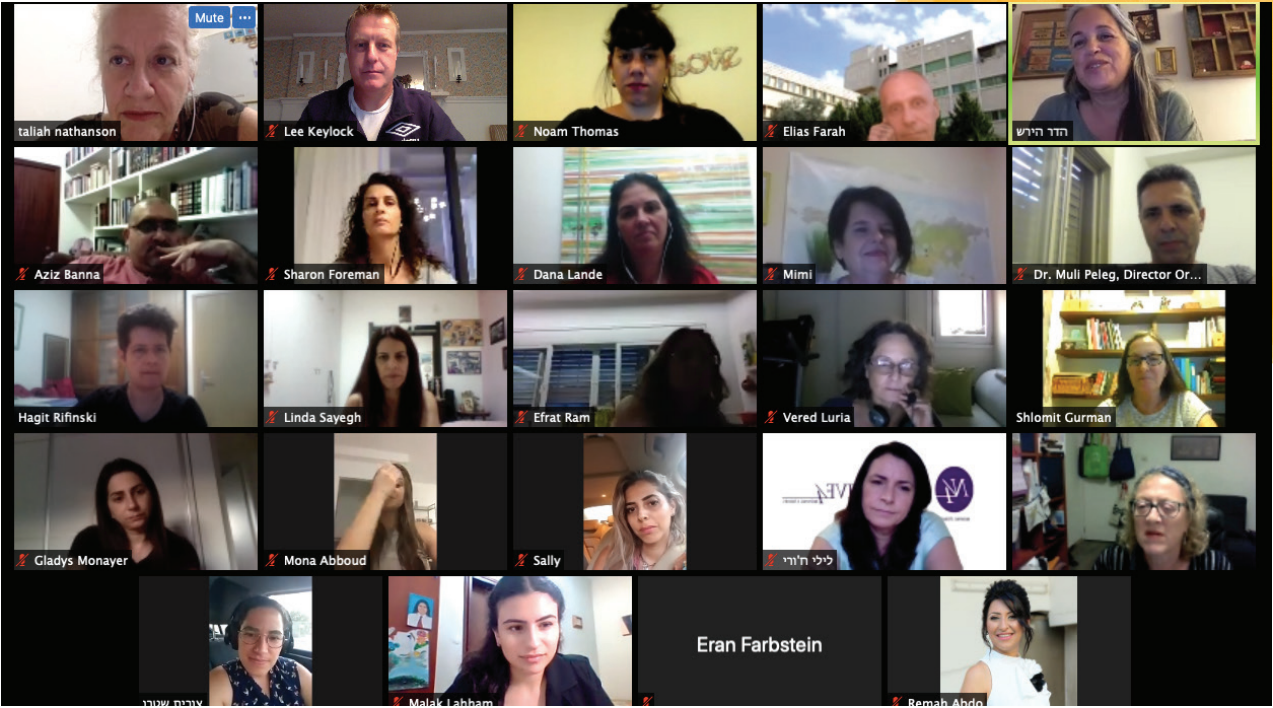 Mute
taliah nathanson
Lee Keylock
Noam Thomas
Elias Farah
הדר הירש
Aziz Banna
Sharon Foreman
Dana Lande
Mimi
Dr. Muli Peleg, Director Or...
Hagit Rifinski
Linda Sayegh
Efrat Ram
Vered Luria
Shlomit Gurman
Gladys Monayer
Mona Abboud
Sally
לילי ח'ורי
Malak Lahham
Eran Farbstein
Remah Abdo